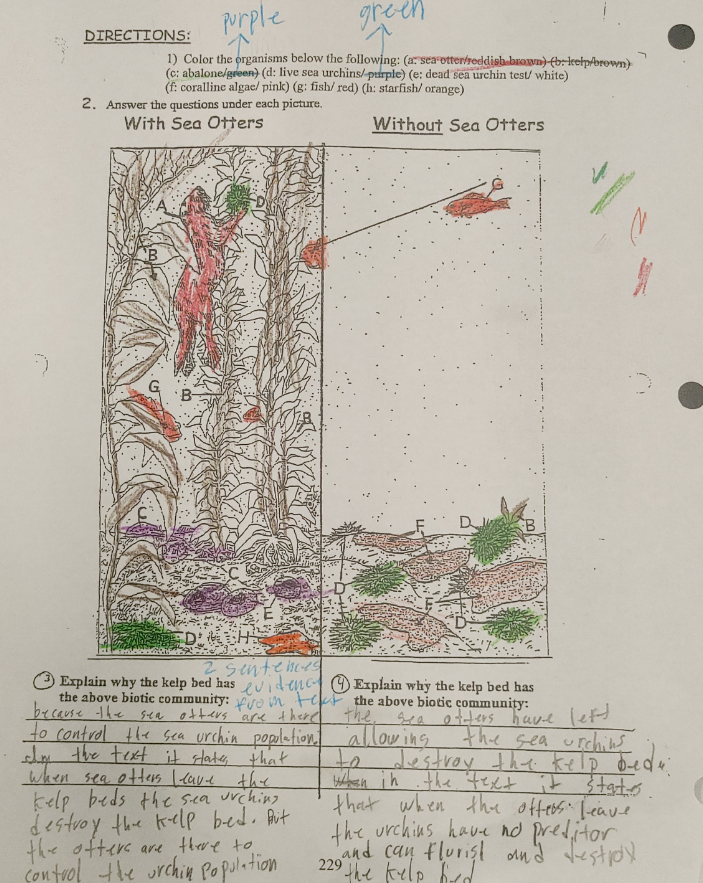 purple green
DIRECTIONS:
1) Color the organisms below the following: (a: sea otter/reddish brown) (b: kelp/brown)
(c: abalone/green) (d: live sea urchins/purple) (e: dead sea urchin test/ white)
(f: coralline algae/ pink) (g: fish/ red) (h: starfish/ orange)
2. Answer the questions under each picture.
With Sea Otters Without Sea Otters
A D G
B
G
B B
C F D B
C
E D F
D H D
2 sentences
evidence
from text
③ Explain why the kelp bed has
the above biotic community:
because the sea otters are there
to control the sea urchin population.
in the text it states that
when sea otters leave the
kelp beds the sea urchins
destroy the kelp bed. But
the otters are there to
control the urchin population
④ Explain why the kelp bed has
the above biotic community:
the sea otters have left
allowing the sea urchins
to destroy the kelp bed.
When in the text it states
that when the otters leave
the urchins have no preditor
and can flurish and destroy
the kelp bed
229